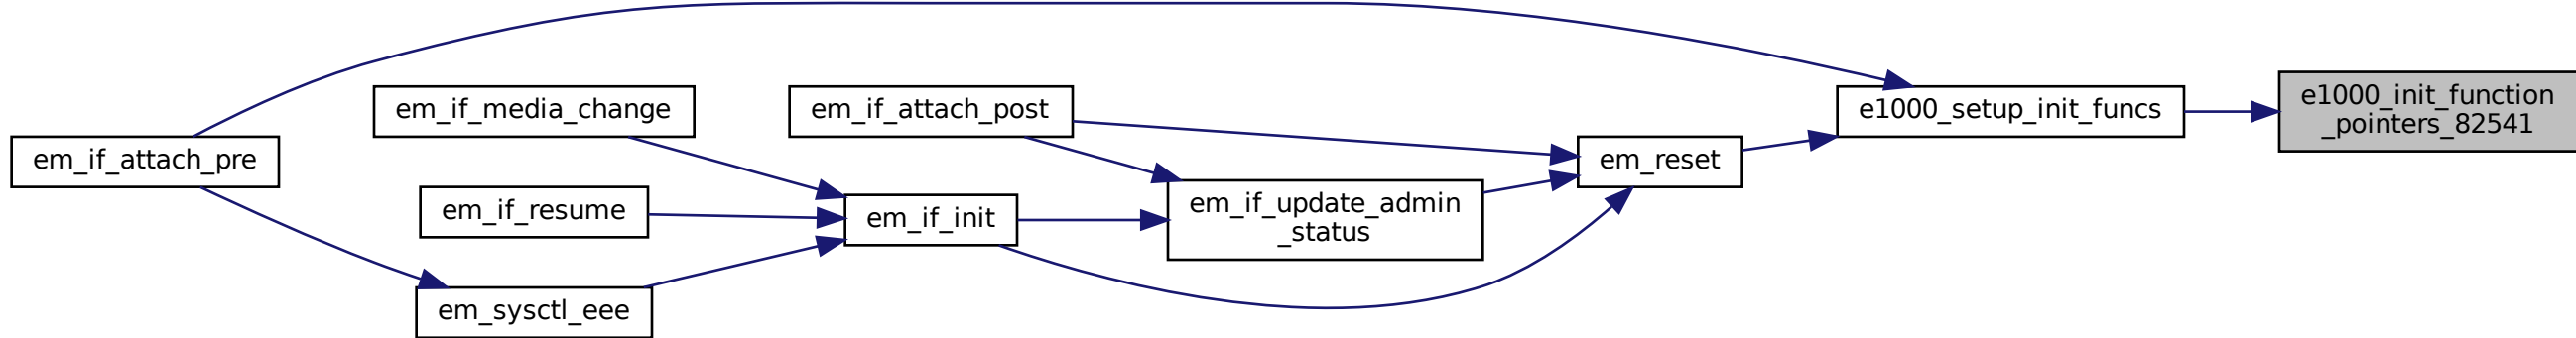 em_if_attach_pre
em_if_media_change
em_if_resume
em_sysctl_eee
em_if_attach_post
em_if_init
em_if_update_admin
_status
em_reset
e1000_setup_init_funcs
e1000_init_function
_pointers_82541